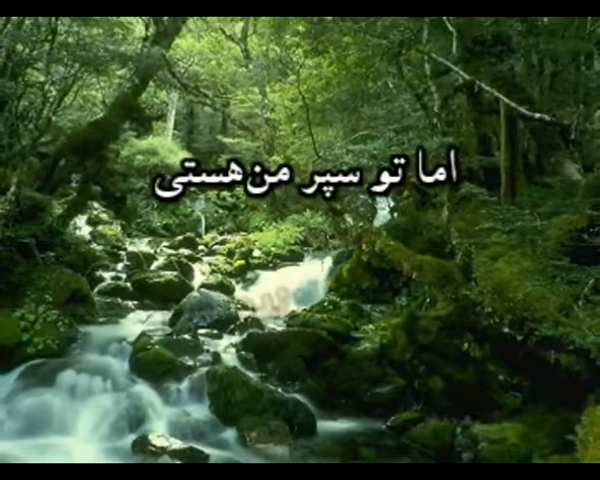 اما تو سپر من هستی